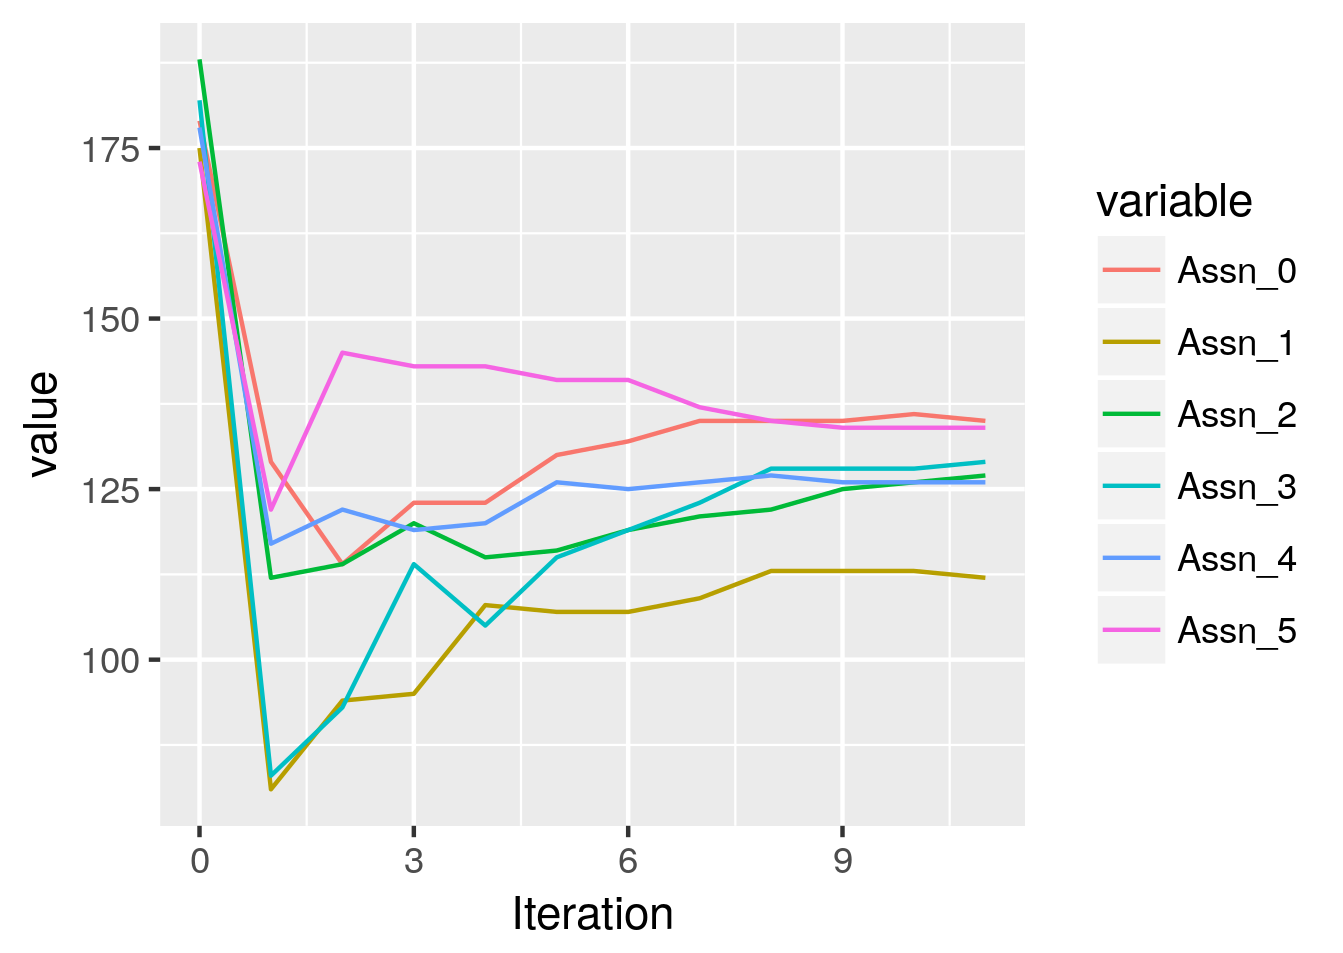 value
175
150
125
100
0 3 6 9
Iteration
variable
Assn_0
Assn_1
Assn_2
Assn_3
Assn_4
Assn_5